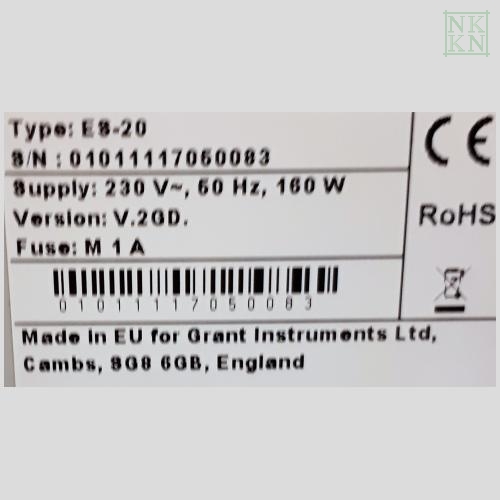 NK
KN
Type: ES-20
S/N : 01011117050083
Supply: 230 V~, 50 Hz, 160 W
Version: V.2GD.
Fuse: M 1 A
01011117050083
CE
RoHS
Made in EU for Grant Instruments Ltd,
Cambs, SG8 6GB, England